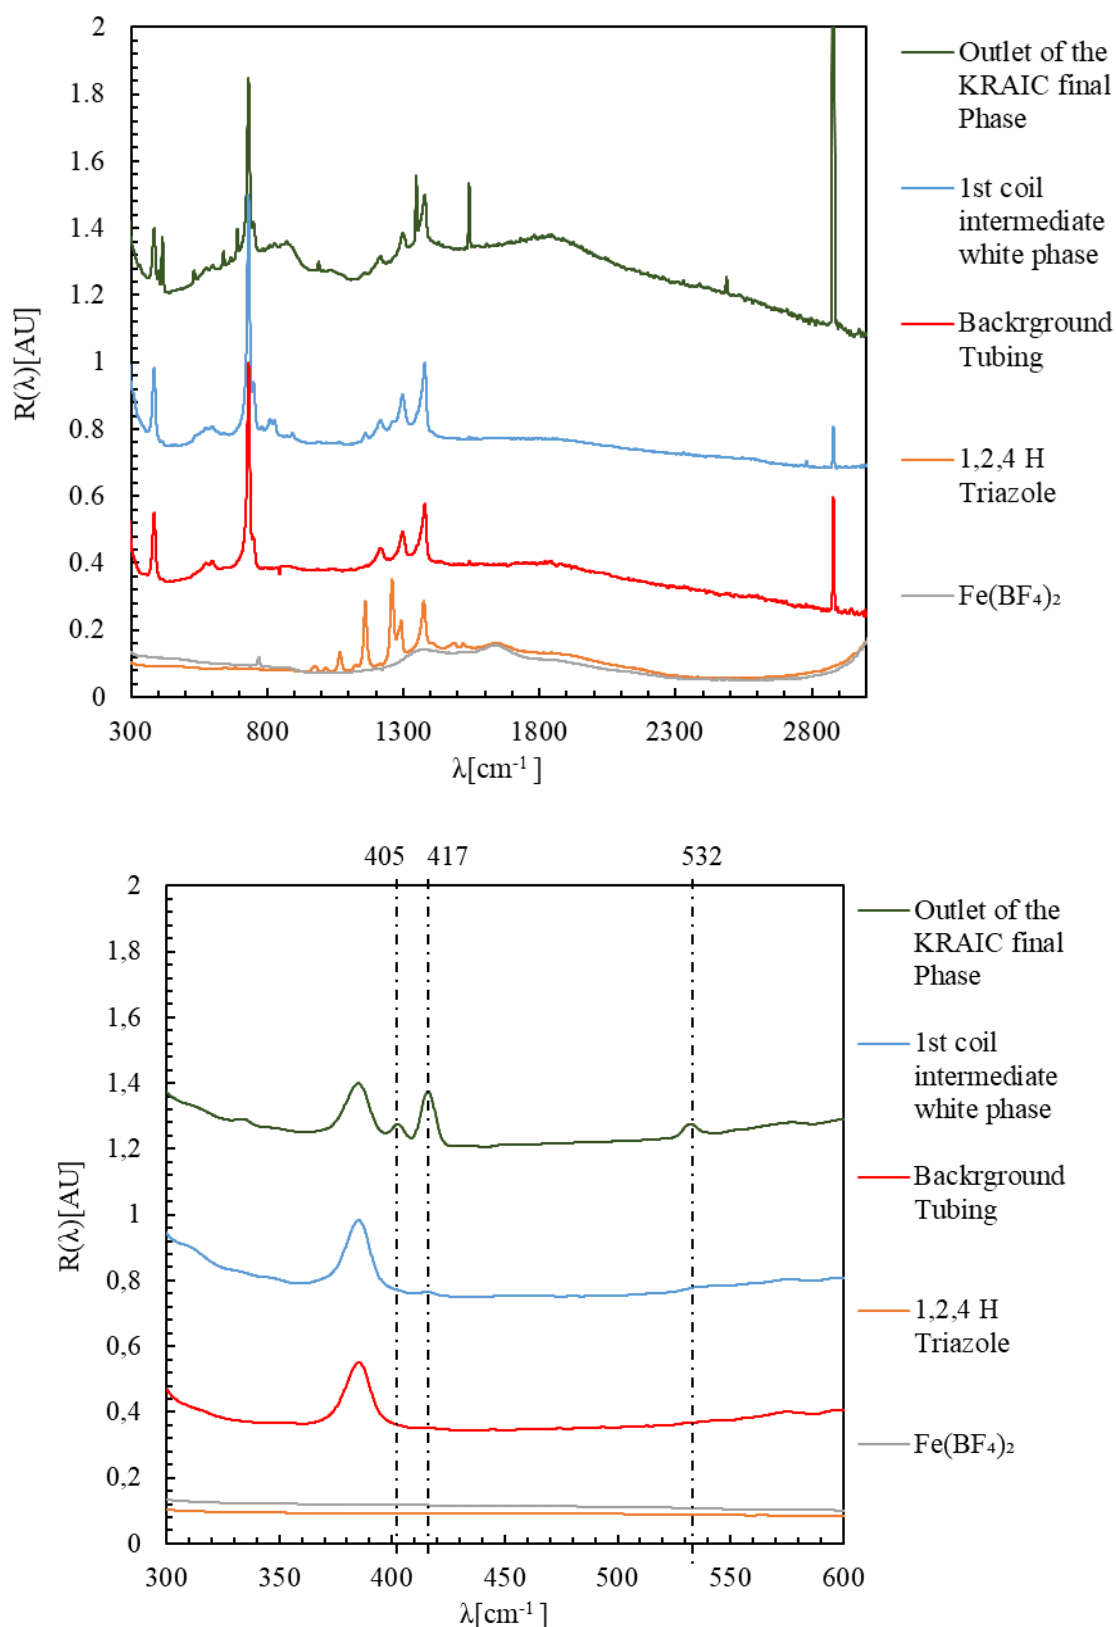 2
1.8
1.6
1.4
1.2
1
0.8
0.6
0.4
0.2
0
R(λ)[AU]
300 800 1300 1800 2300 2800
λ[cm⁻¹ ]
Outlet of the
KRAIC final
Phase
1st coil
intermediate
white phase
Backrground
Tubing
1,2,4 H
Triazole
Fe(BF₄)₂
405 417 532
2
1,8
1,6
1,4
1,2
1
0,8
0,6
0,4
0,2
0
R(λ)[AU]
300 350 400 450 500 550 600
λ[cm⁻¹ ]
Outlet of the
KRAIC final
Phase
1st coil
intermediate
white phase
Backrground
Tubing
1,2,4 H
Triazole
Fe(BF₄)₂